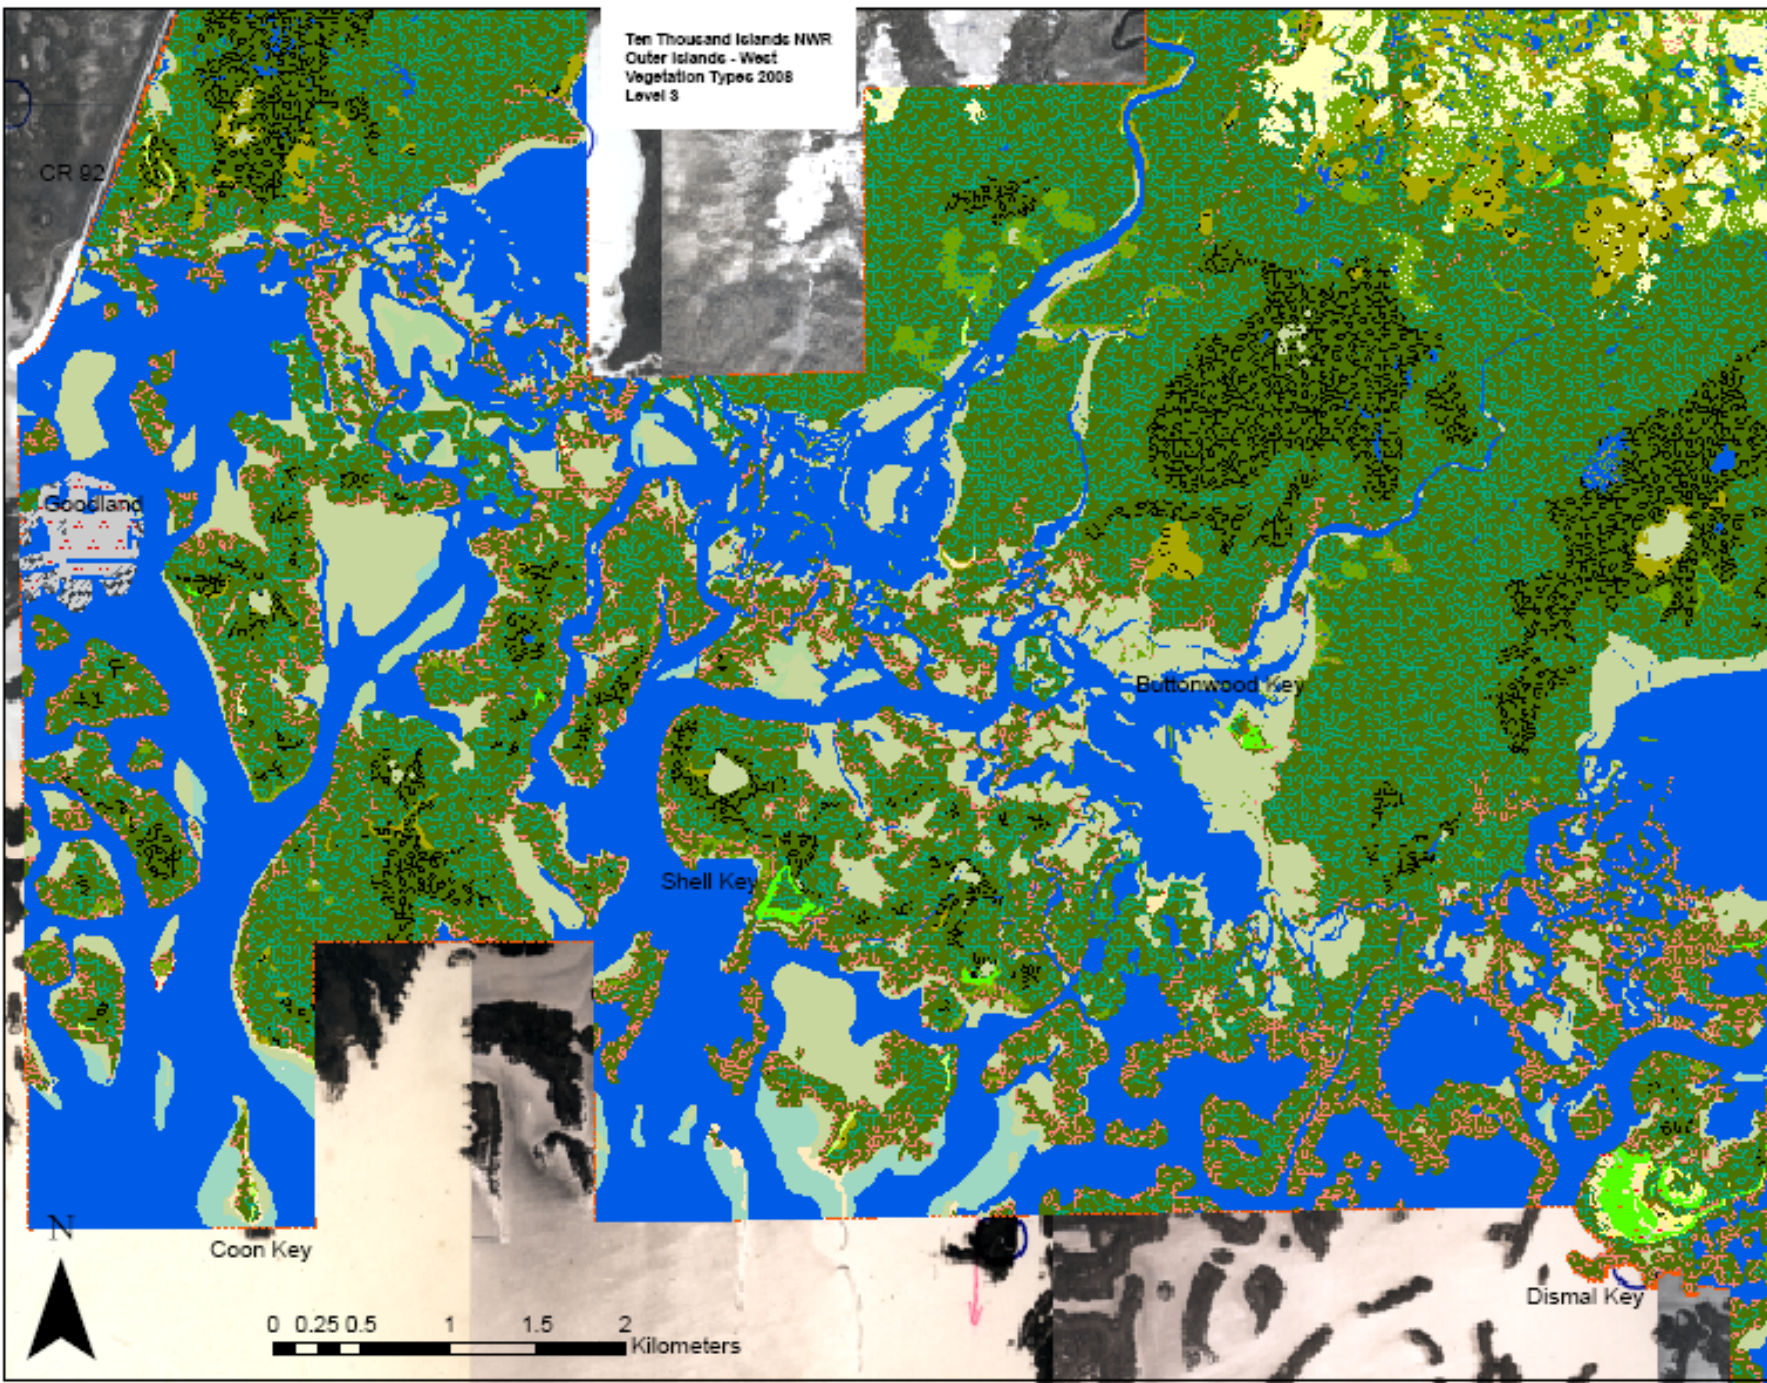 Ten Thousand Islands NWR
Outer Islands - West
Vegetation Types 2008
Level 3
CR 92
Goodland
Buttonwood Key
Shell Key
N
Coon Key
Dismal Key
0 0.25 0.5 1 1.5 2
Kilometers